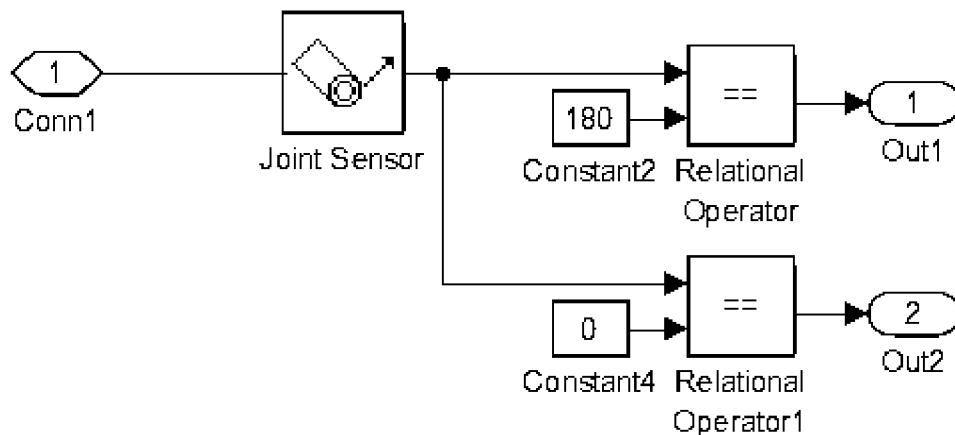 1
Conn1
Joint Sensor
180
Constant2
==
Relational
Operator
1
Out1
0
Constant4
==
Relational
Operator1
2
Out2